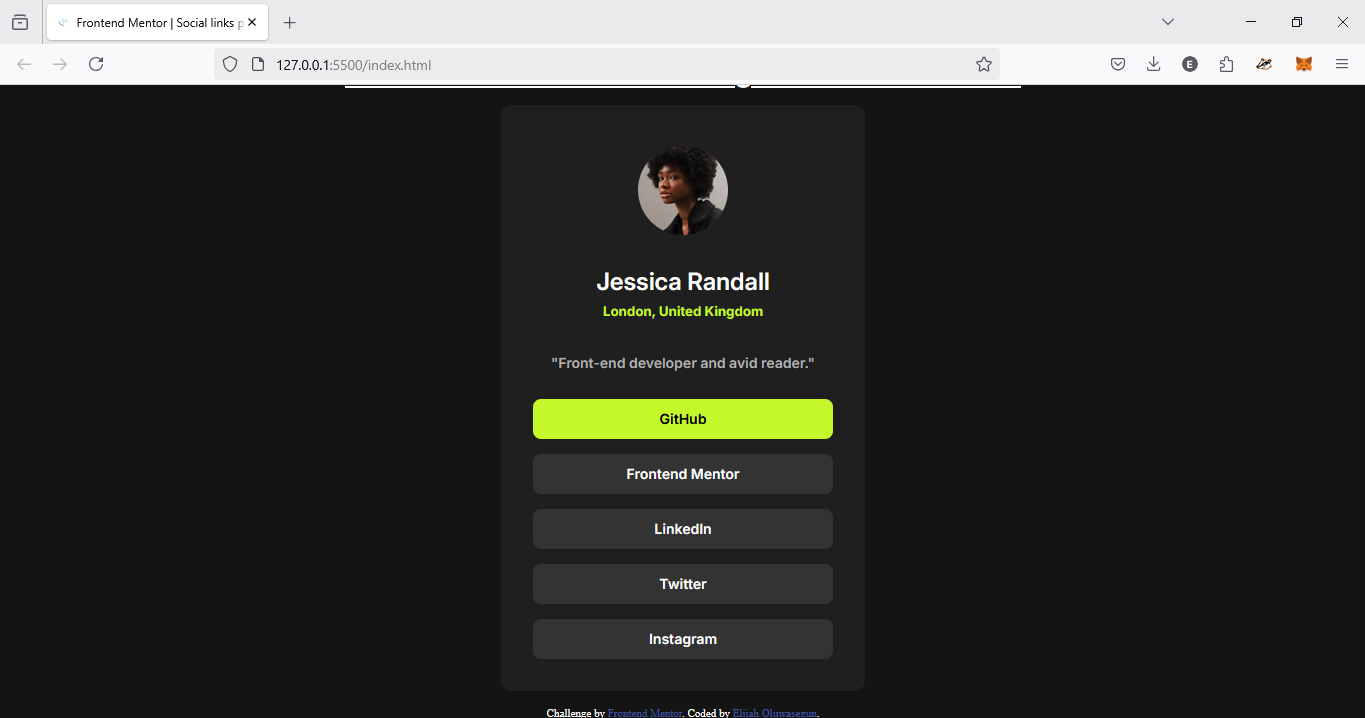 Frontend Mentor | Social links p
127.0.0.1:5500/index.html
E
Jessica Randall
London, United Kingdom
"Front-end developer and avid reader."
GitHub
Frontend Mentor
LinkedIn
Twitter
Instagram
Challenge by Frontend Mentor. Coded by Elijah Oluwasegun.